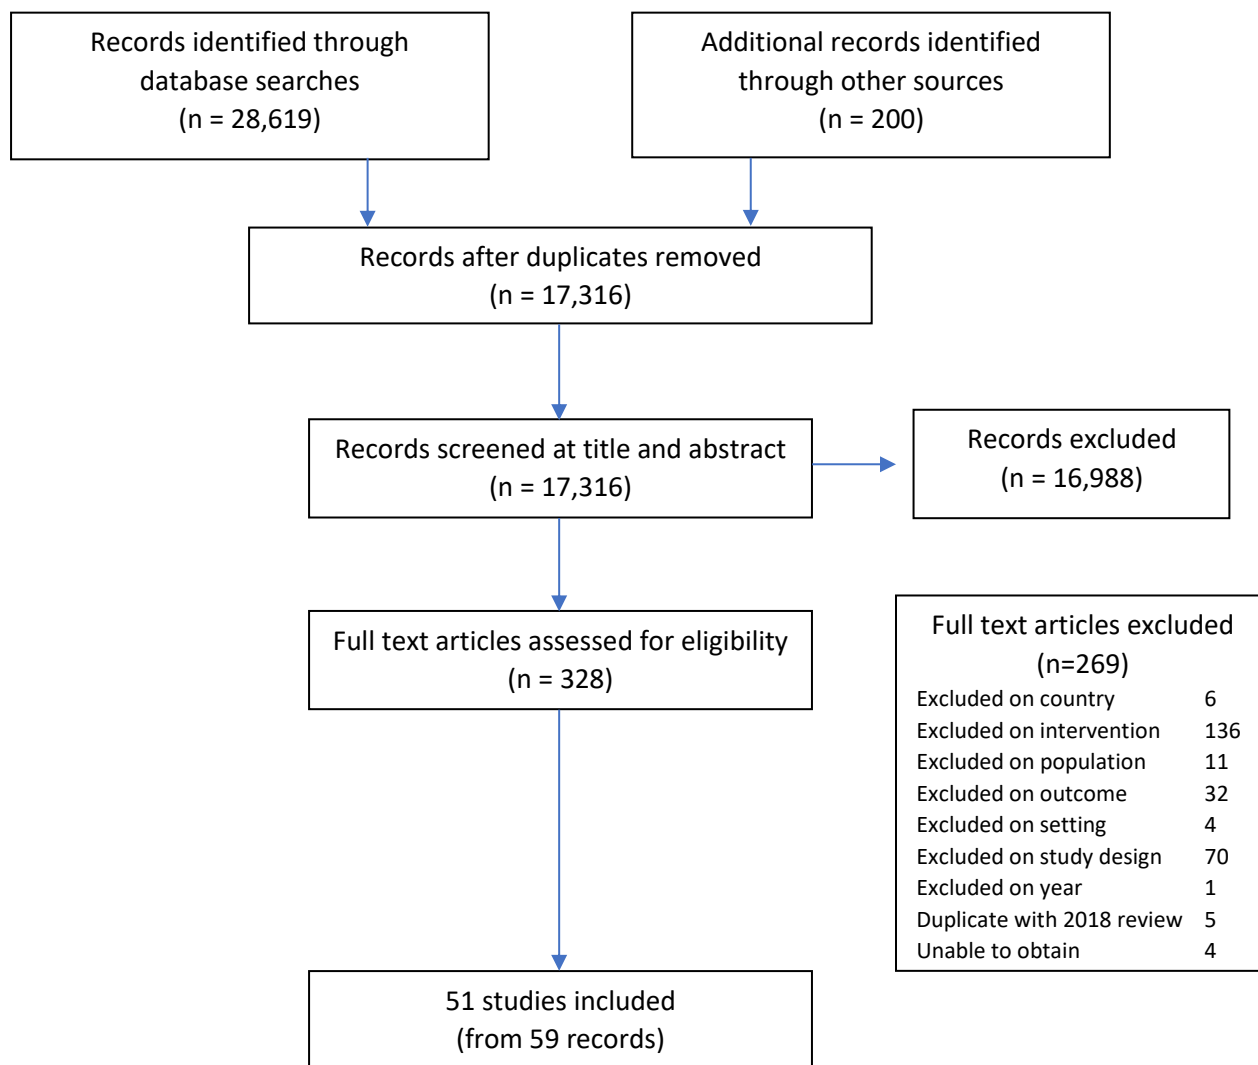 Records identified through
database searches
(n = 28,619)
Additional records identified
through other sources
(n = 200)
Records after duplicates removed
(n = 17,316)
Records screened at title and abstract
(n = 17,316)
Records excluded
(n = 16,988)
Full text articles assessed for eligibility
(n = 328)
Full text articles excluded
(n=269)
Excluded on country 6
Excluded on intervention 136
Excluded on population 11
Excluded on outcome 32
Excluded on setting 4
Excluded on study design 70
Excluded on year 1
Duplicate with 2018 review 5
Unable to obtain 4
51 studies included
(from 59 records)